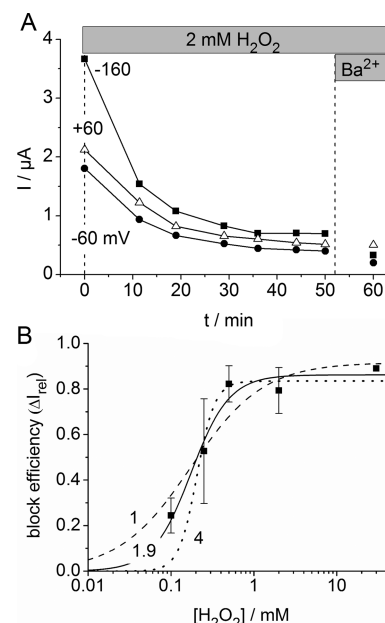 A
2 mM H₂O₂
Ba²⁺
4
3
2
1
0
I / µA
-160
+60
-60 mV
0 10 20 30 40 50 60
t / min
B
1.0
0.8
0.6
0.4
0.2
0.0
block efficiency (ΔI_rel)
1
1.9
4
0.01 0.1 1 10
[H₂O₂] / mM